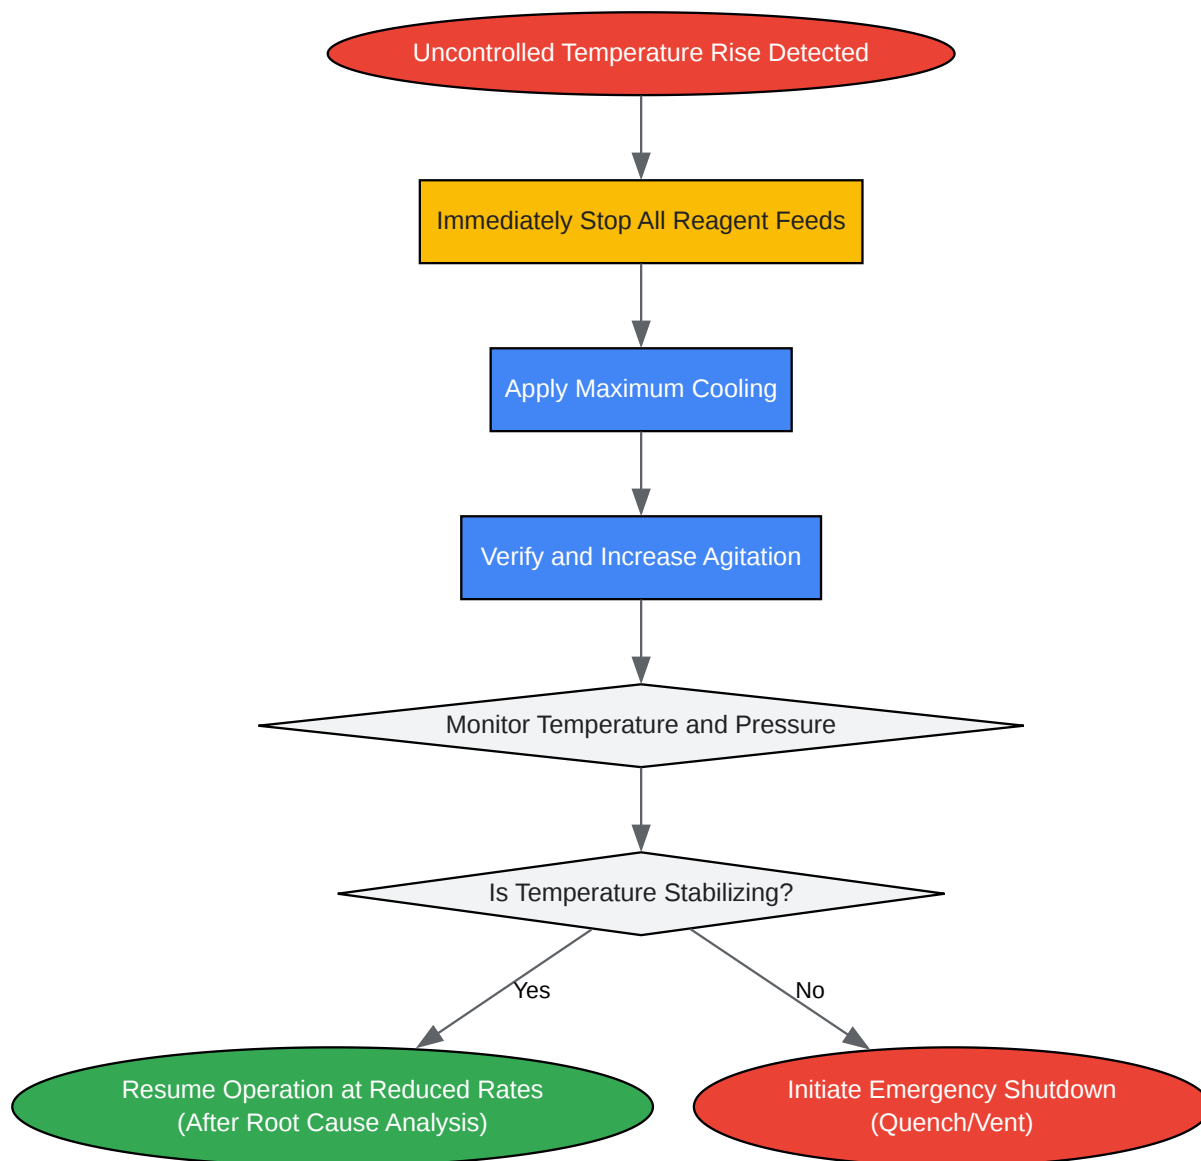 Uncontrolled Temperature Rise Detected
Immediately Stop All Reagent Feeds
Apply Maximum Cooling
Verify and Increase Agitation
Monitor Temperature and Pressure
Is Temperature Stabilizing?
Yes
No
Resume Operation at Reduced Rates
(After Root Cause Analysis)
Initiate Emergency Shutdown
(Quench/Vent)